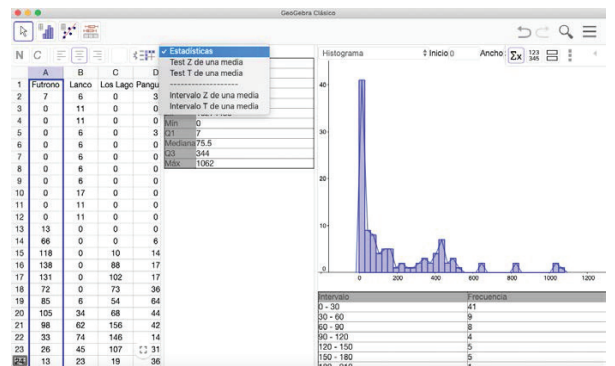 GeoGebra Clásico
N C
Estadísticas
Test Z de una media
Test T de una media
--------------------
Intervalo Z de una media
Intervalo T de una media
Mín 0
Q1 7
Mediana 75.5
Q3 344
Máx 1062
A B C D
1 Futrono Lanco Los Lago Pangu
2 7 6 0 3
3 0 11 0 0
4 0 11 0 0
5 0 6 0 3
6 0 6 0 0
7 0 6 0 0
8 0 6 0 0
9 0 6 0 0
10 0 17 0 0
11 0 11 0 0
12 0 11 0 0
13 13 0 0 0
14 66 0 0 6
15 118 0 10 14
16 138 0 88 17
17 131 0 102 17
18 72 0 73 36
19 85 6 54 64
20 105 34 68 44
21 98 62 156 42
22 33 74 146 14
23 26 45 107 31
24 13 23 19 36
Histograma Inicio 0 Ancho Σx 123 345
40
30
20
10
0
0 200 400 600 800 1000 1200
Intervalo Frecuencia
0 - 30 41
30 - 60 9
60 - 90 8
90 - 120 4
120 - 150 5
150 - 180 5